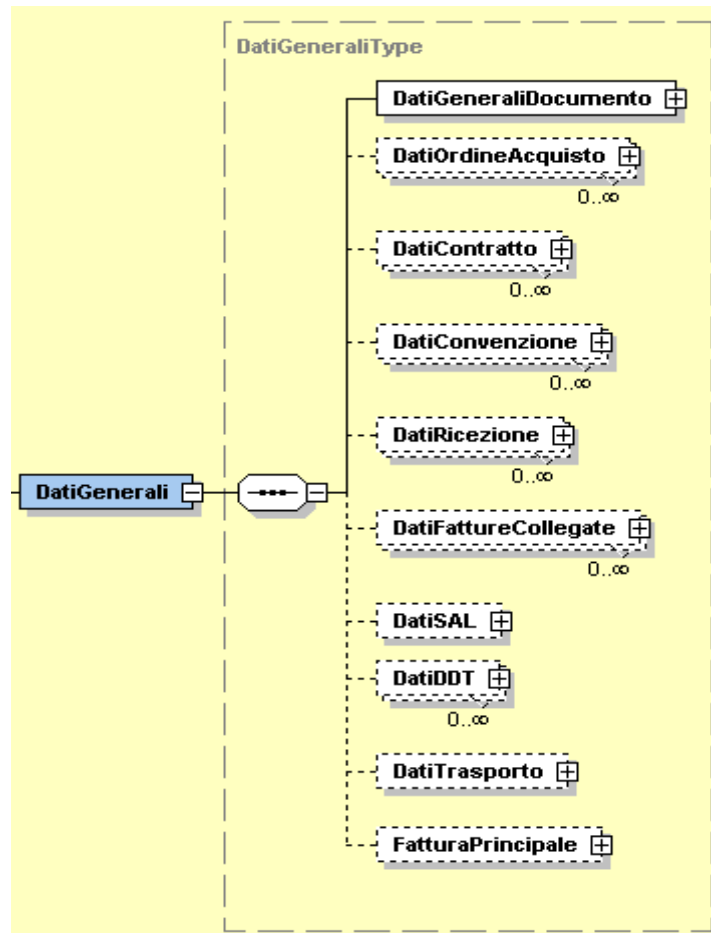 DatiGeneraliType
DatiGeneraliDocumento
DatiOrdineAcquisto
0..∞
DatiContratto
0..∞
DatiConvenzione
0..∞
DatiRicezione
0..∞
DatiGenerali
DatiFattureCollegate
0..∞
DatiSAL
DatiDDT
0..∞
DatiTrasporto
FatturaPrincipale